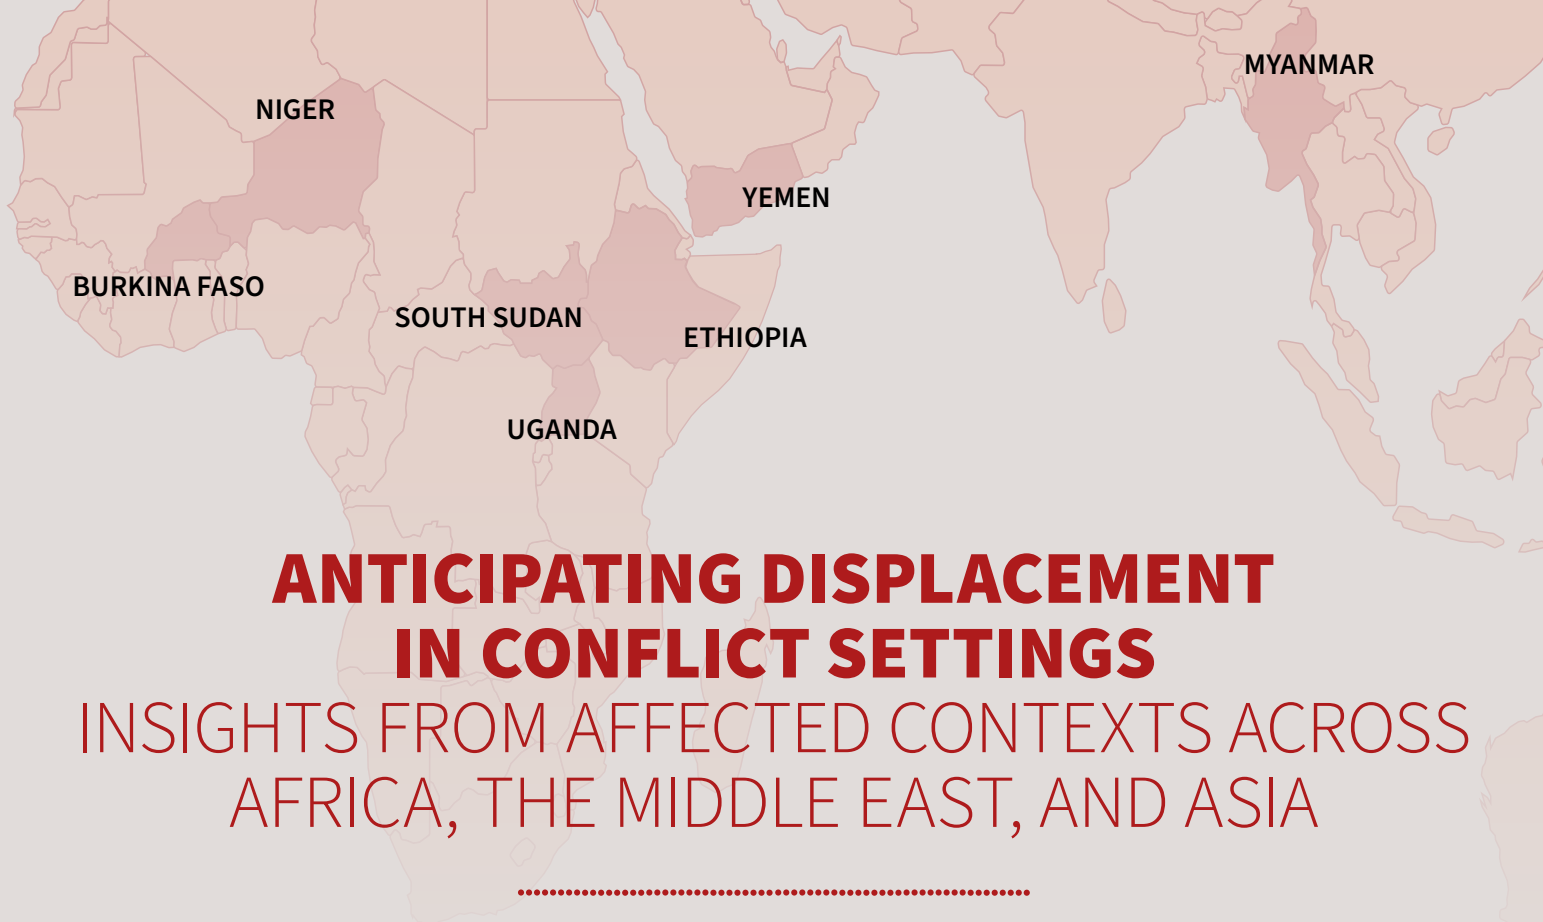 MYANMAR
NIGER
YEMEN
BURKINA FASO
SOUTH SUDAN
ETHIOPIA
UGANDA
ANTICIPATING DISPLACEMENT
IN CONFLICT SETTINGS
INSIGHTS FROM AFFECTED CONTEXTS ACROSS
AFRICA, THE MIDDLE EAST, AND ASIA